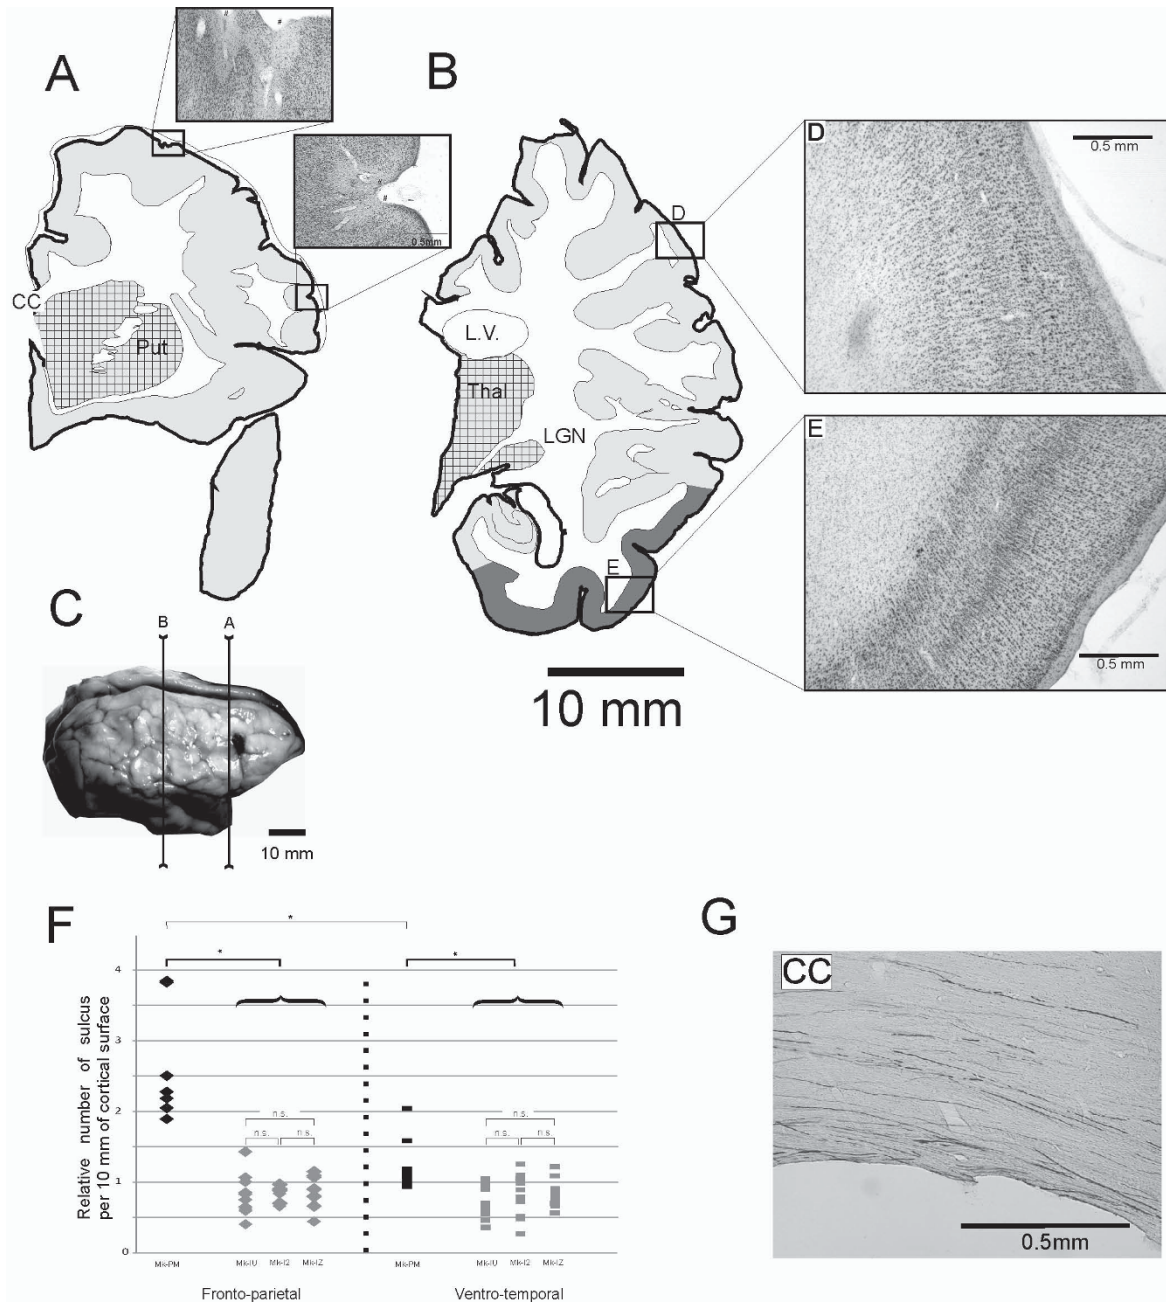 A
#
#
#
#
0.5mm
CC
Put
B
D
L.V.
Thal
LGN
E
10 mm
D
0.5 mm
E
0.5 mm
C
B
A
10 mm
F
*
*
*
4
3
2
1
0
Relative number of sulcus
per 10 mm of cortical surface
n.s.
n.s.
n.s.
n.s.
n.s.
n.s.
Mk-PM
Mk-IU
Mk-I2
Mk-IZ
Mk-PM
Mk-IU
Mk-I2
Mk-IZ
Fronto-parietal
Ventro-temporal
G
CC
0.5mm